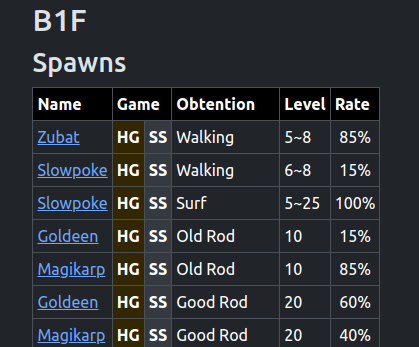 B1F
Spawns
Name Game Obtention Level Rate
Zubat HG SS Walking 5~8 85%
Slowpoke HG SS Walking 6~8 15%
Slowpoke HG SS Surf 5~25 100%
Goldeen HG SS Old Rod 10 15%
Magikarp HG SS Old Rod 10 85%
Goldeen HG SS Good Rod 20 60%
Magikarp HG SS Good Rod 20 40%